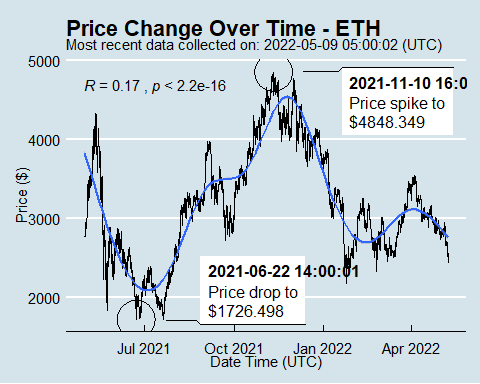 Price Change Over Time - ETH
Most recent data collected on: 2022-05-09 05:00:02 (UTC)
5000
R = 0.17 , p < 2.2e-16
2021-11-10 16:0
Price spike to
$4848.349
4000
Price ($)
3000
2021-06-22 14:00:01
Price drop to
$1726.498
2000
Jul 2021
Oct 2021
Jan 2022
Apr 2022
Date Time (UTC)